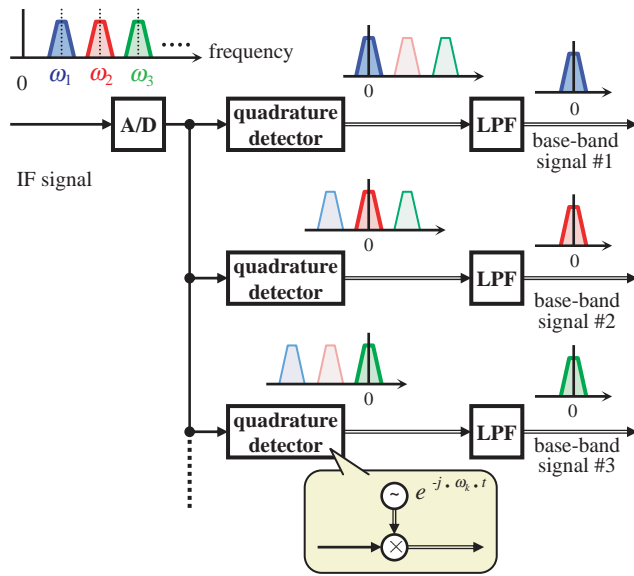 0
ω1
ω2
ω3
frequency
A/D
IF signal
quadrature
detector
0
LPF
0
base-band
signal #1
quadrature
detector
0
LPF
0
base-band
signal #2
quadrature
detector
0
LPF
0
base-band
signal #3
~
e -j . ωk . t
×